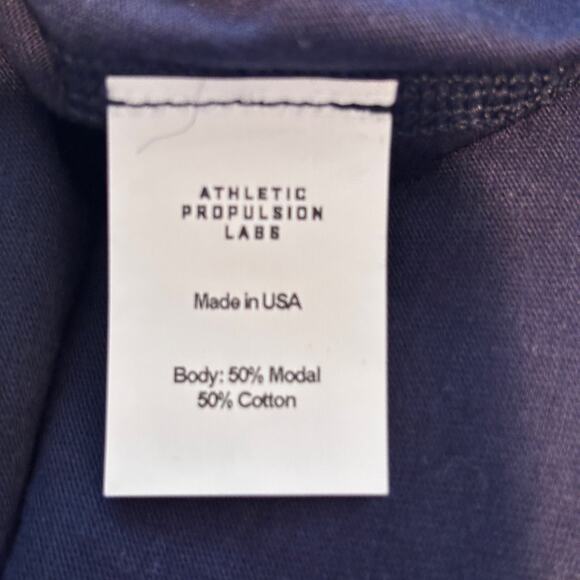 ATHLETIC
PROPULSION
LABS
Made in USA
Body: 50% Modal
50% Cotton